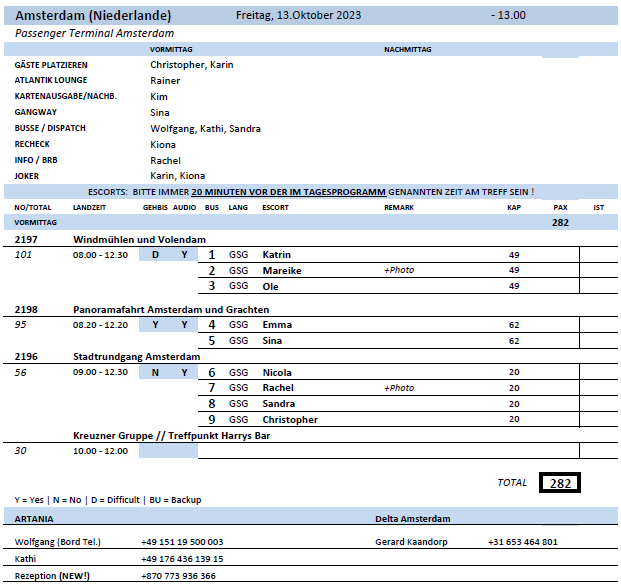 Amsterdam (Niederlande) Freitag, 13.Oktober 2023 - 13.00
Passenger Terminal Amsterdam
VORMITTAG NACHMITTAG
GÄSTE PLATZIEREN Christopher, Karin
ATLANTIK LOUNGE Rainer
KARTENAUSGABE/NACHB. Kim
GANGWAY Sina
BUSSE / DISPATCH Wolfgang, Kathi, Sandra
RECHECK Kiona
INFO / BRB Rachel
JOKER Karin, Kiona
ESCORTS: BITTE IMMER 20 MINUTEN VOR DER IM TAGESPROGRAMM GENANNTEN ZEIT AM TREFF SEIN !
NO/TOTAL LANDZEIT GEHBIS AUDIO BUS LANG ESCORT REMARK KAP PAX IST
VORMITTAG 282
2197 Windmühlen und Volendam
101 08.00 - 12.30 D Y 1 GSG Katrin 49
2 GSG Mareike +Photo 49
3 GSG Ole 49
2198 Panoramafahrt Amsterdam und Grachten
95 08.20 - 12.20 Y Y 4 GSG Emma 62
5 GSG Sina 62
2196 Stadtrundgang Amsterdam
56 09.00 - 12.30 N Y 6 GSG Nicola 20
7 GSG Rachel +Photo 20
8 GSG Sandra 20
9 GSG Christopher 20
Kreuzner Gruppe // Treffpunkt Harrys Bar
30 10.00 - 12.00
TOTAL 282
Y = Yes | N = No | D = Difficult | BU = Backup
ARTANIA Delta Amsterdam
Wolfgang (Bord Tel.) +49 151 19 500 003 Gerard Kaandorp +31 653 464 801
Kathi +49 176 436 139 15
Rezeption (NEW!) +870 773 936 366